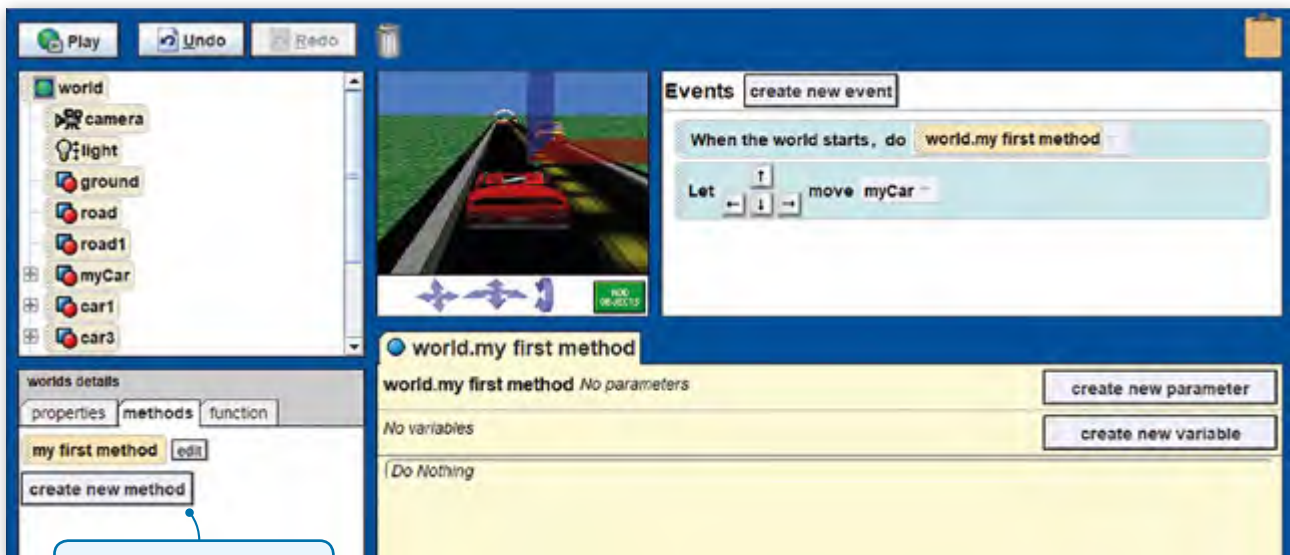 Play Undo Redo
world
camera
light
ground
road
road1
myCar
car1
car3
ADD
OBJECTS
Events create new event
When the world starts, do world.my first method
Let ↑ ← ↓ → move myCar
worlds details
properties methods function
my first method edit
create new method
world.my first method
world.my first method No parameters
create new parameter
No variables
create new variable
Do Nothing